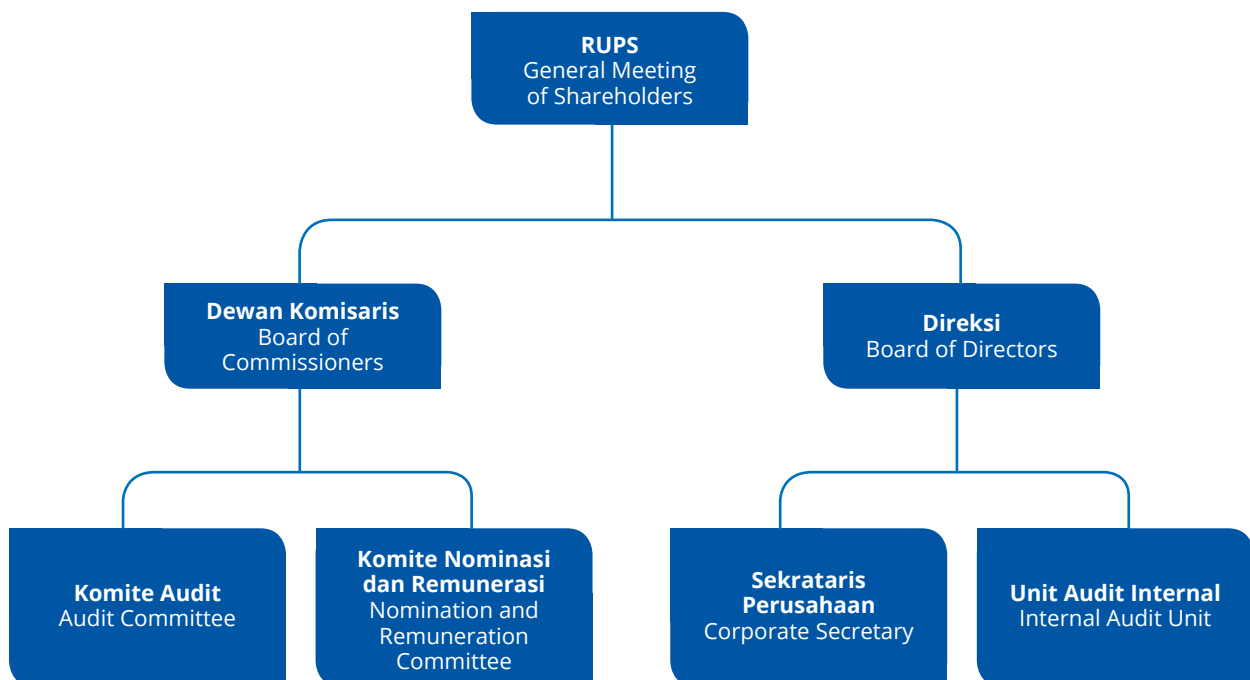 RUPS
General Meeting
of Shareholders
Dewan Komisaris
Board of
Commissioners
Direksi
Board of Directors
Komite Audit
Audit Committee
Komite Nominasi
dan Remunerasi
Nomination and
Remuneration
Committee
Sekrataris
Perusahaan
Corporate Secretary
Unit Audit Internal
Internal Audit Unit